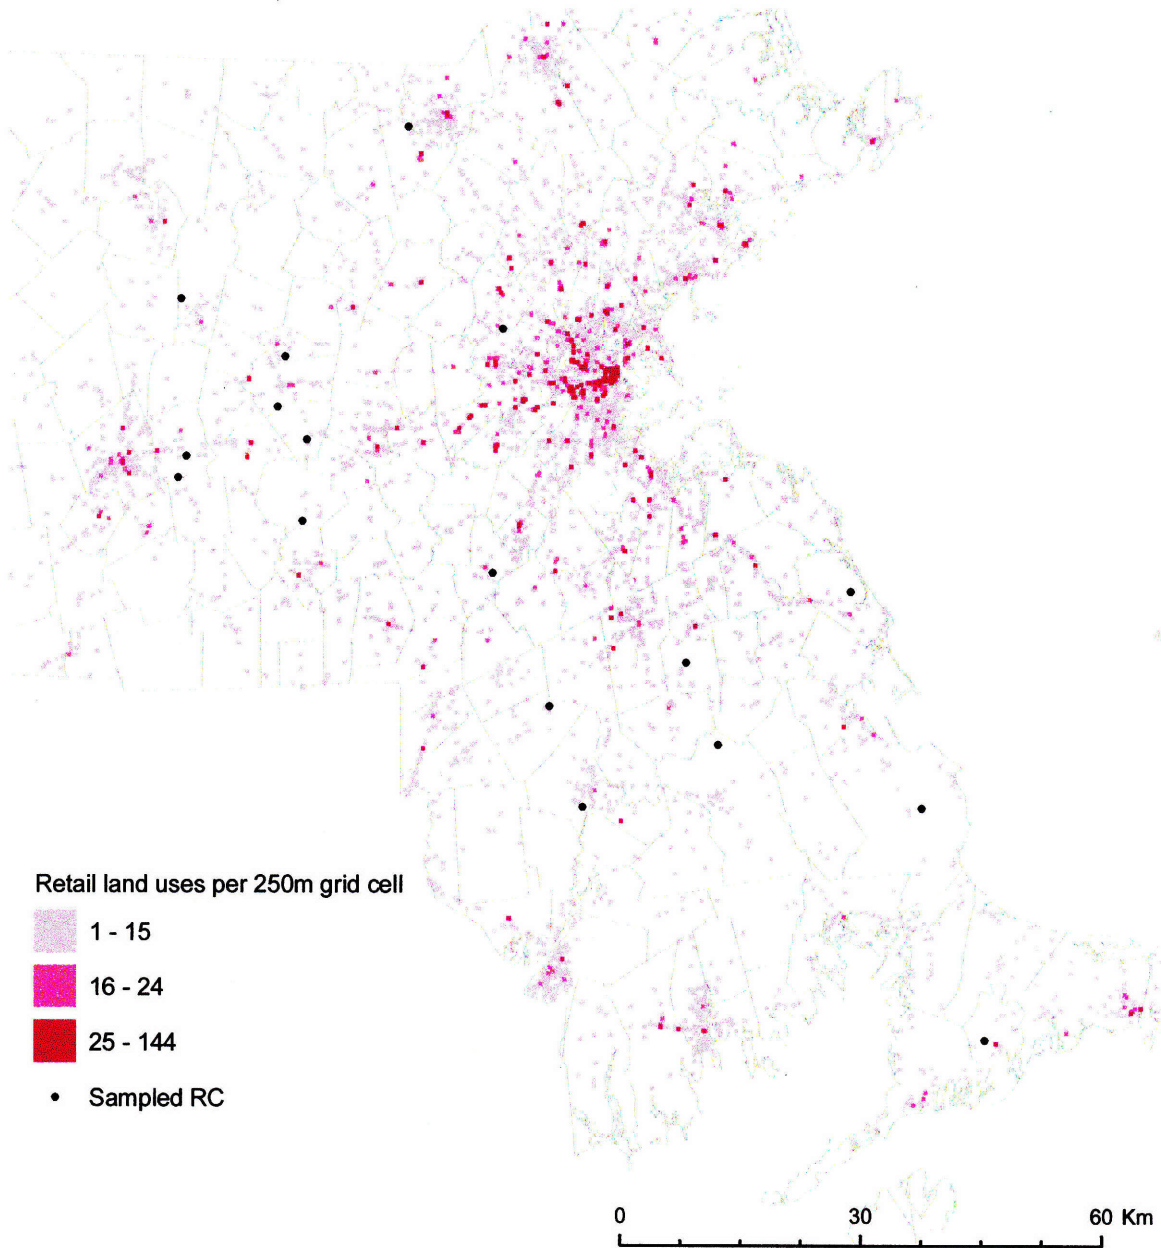 Retail land uses per 250m grid cell
1 - 15
16 - 24
25 - 144
Sampled RC
0 30 60 Km